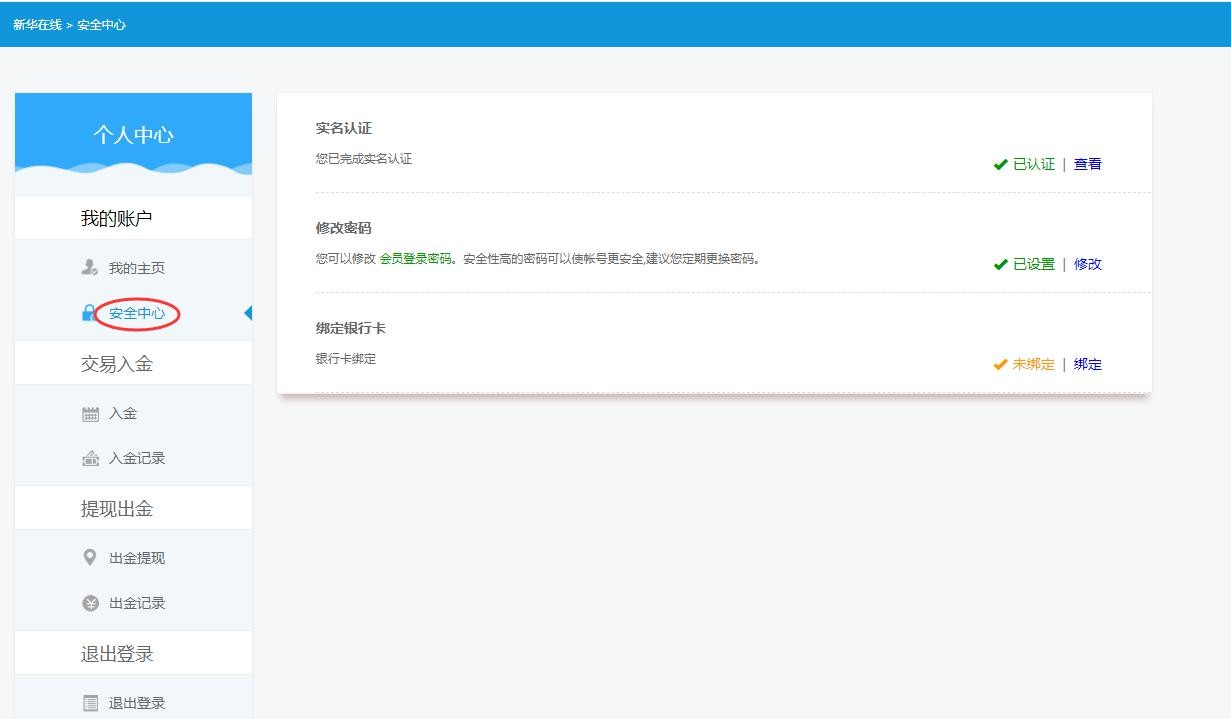 新华在线 > 安全中心
个人中心
我的账户
我的主页
安全中心
交易入金
入金
入金记录
提现出金
出金提现
出金记录
退出登录
退出登录
实名认证
您已完成实名认证
已认证 | 查看
修改密码
您可以修改 会员登录密码。安全性高的密码可以使帐号更安全,建议您定期更换密码。
已设置 | 修改
绑定银行卡
银行卡绑定
未绑定 | 绑定